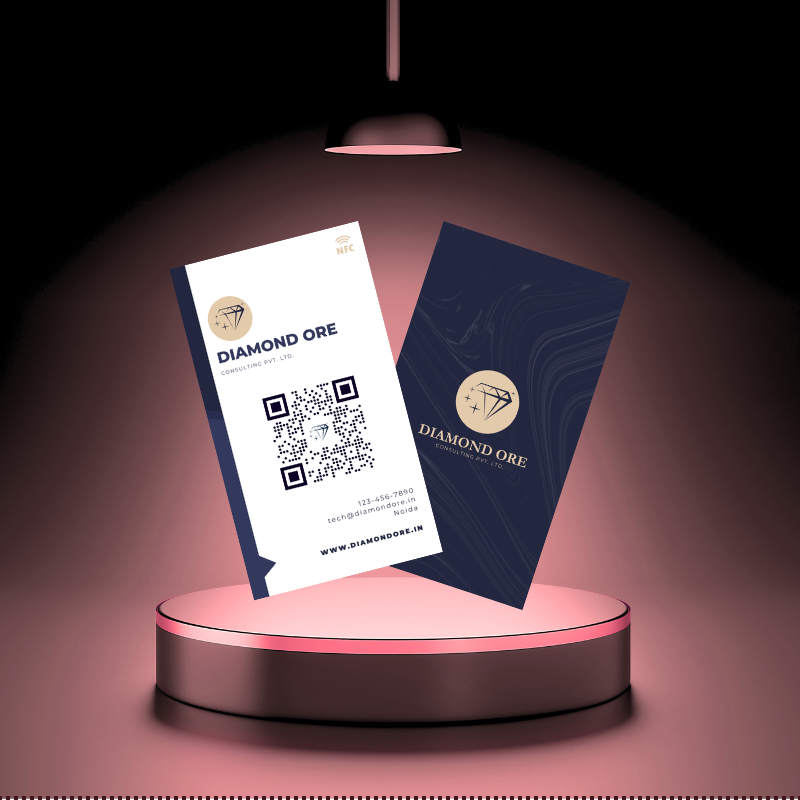 NFC
DIAMOND ORE
CONSULTING PVT. LTD.
123-456-7890
tech@diamondore.in
Noida
WWW.DIAMONDORE.IN
DIAMOND ORE
CONSULTING PVT. LTD.